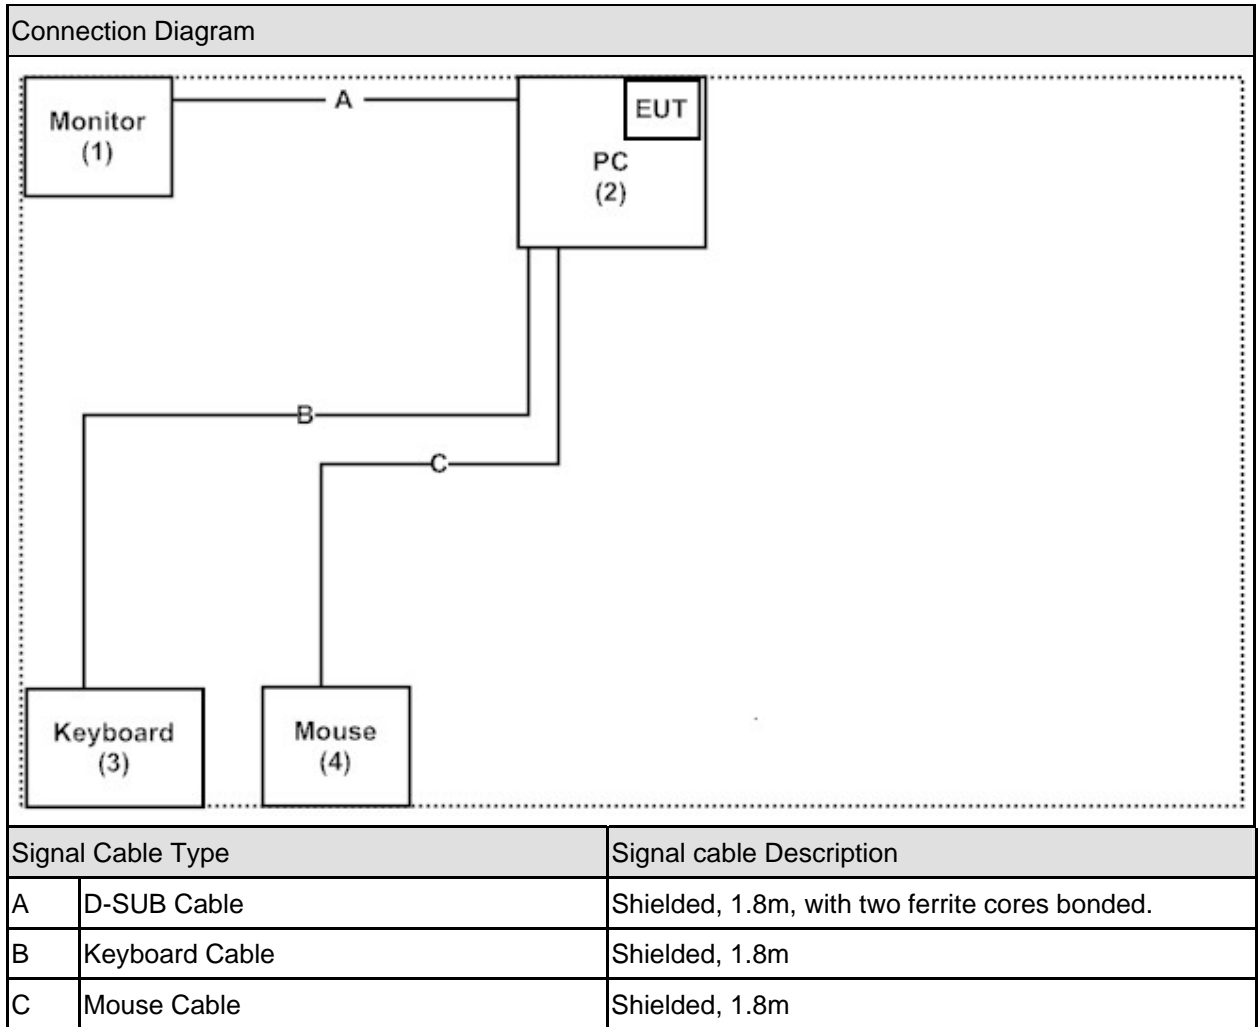 Connection Diagram
Monitor
(1)
A
EUT
PC
(2)
B
C
Keyboard
(3)
Mouse
(4)
Signal Cable Type Signal cable Description
A D-SUB Cable Shielded, 1.8m, with two ferrite cores bonded.
B Keyboard Cable Shielded, 1.8m
C Mouse Cable Shielded, 1.8m